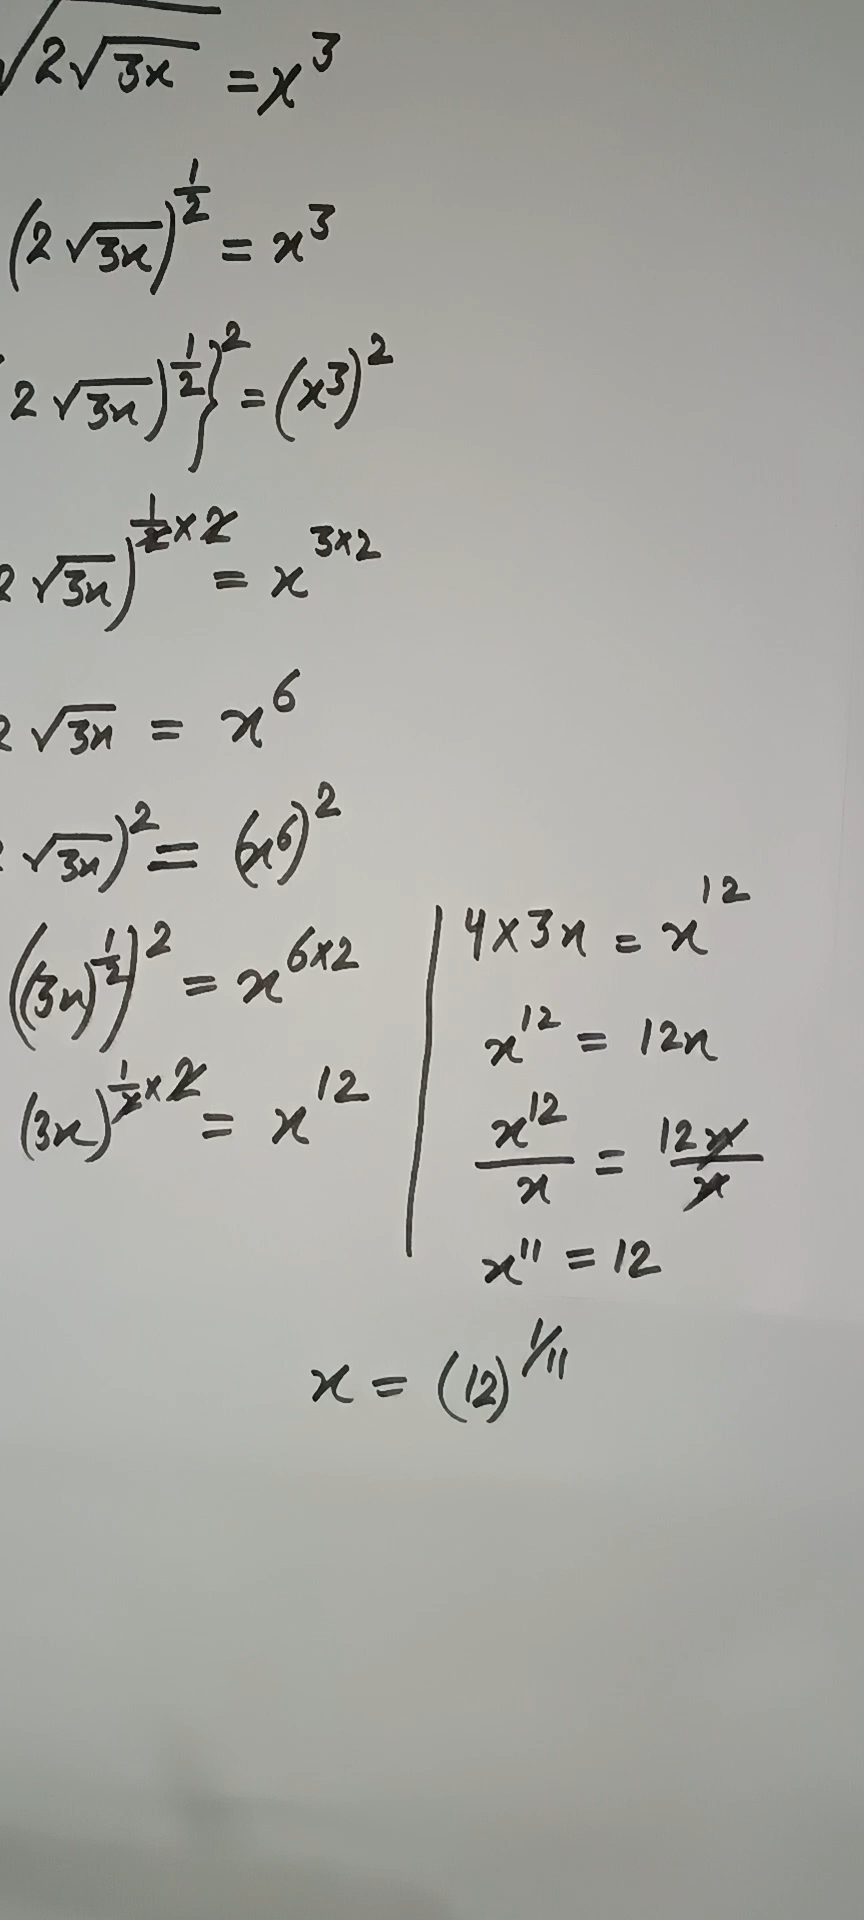 √(2√(3x)) = x³
(2√(3x))^(1/2) = x³
2√(3x))^(1/2)}² = (x³)²
2√(3x))^(1/2×2) = x^(3×2)
2√(3x) = x⁶
√(3x))² = (x⁶)²
((3x)^(1/2))² = x^(6×2)
(3x)^(1/2×2) = x¹²
4×3x = x¹²
x¹² = 12x
x¹²/x = 12x/x
x¹¹ = 12
x = (12)^(1/11)